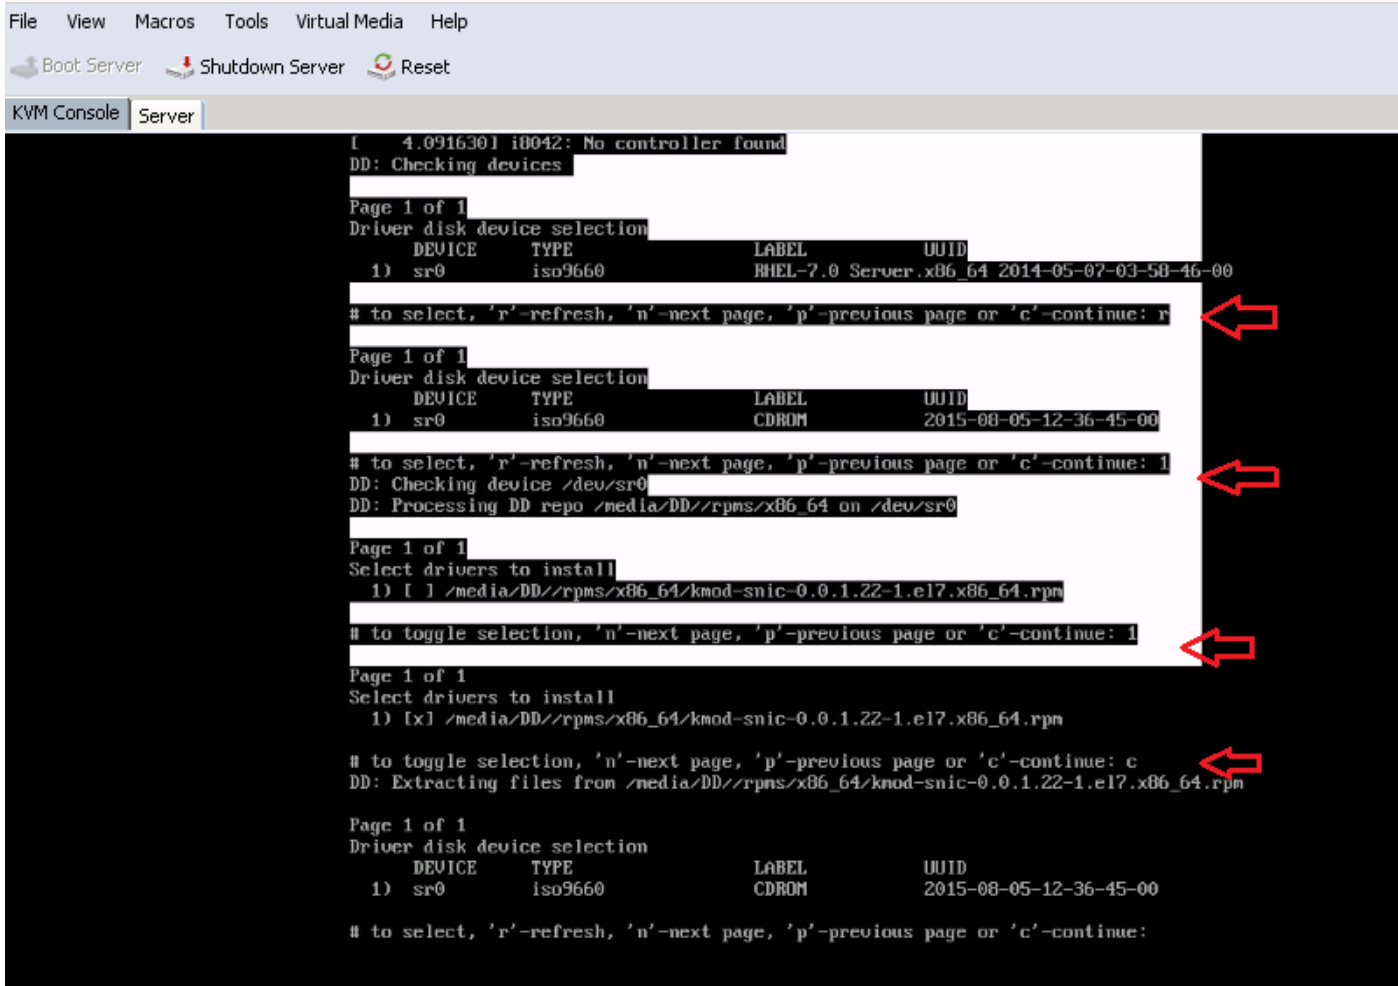 File View Macros Tools Virtual Media Help
Boot Server Shutdown Server Reset
KVM Console Server
[    4.091630] i8042: No controller found
DD: Checking devices
Page 1 of 1
Driver disk device selection
DEVICE TYPE LABEL UUID
1) sr0 iso9660 RHEL-7.0 Server.x86_64 2014-05-07-03-58-46-00
# to select, 'r'-refresh, 'n'-next page, 'p'-previous page or 'c'-continue: r
Page 1 of 1
Driver disk device selection
DEVICE TYPE LABEL UUID
1) sr0 iso9660 CDROM 2015-08-05-12-36-45-00
# to select, 'r'-refresh, 'n'-next page, 'p'-previous page or 'c'-continue: 1
DD: Checking device /dev/sr0
DD: Processing DD repo /media/DD//rpms/x86_64 on /dev/sr0
Page 1 of 1
Select drivers to install
1) [ ] /media/DD//rpms/x86_64/kmod-snic-0.0.1.22-1.el7.x86_64.rpm
# to toggle selection, 'n'-next page, 'p'-previous page or 'c'-continue: 1
Page 1 of 1
Select drivers to install
1) [x] /media/DD//rpms/x86_64/kmod-snic-0.0.1.22-1.el7.x86_64.rpm
# to toggle selection, 'n'-next page, 'p'-previous page or 'c'-continue: c
DD: Extracting files from /media/DD//rpms/x86_64/kmod-snic-0.0.1.22-1.el7.x86_64.rpm
Page 1 of 1
Driver disk device selection
DEVICE TYPE LABEL UUID
1) sr0 iso9660 CDROM 2015-08-05-12-36-45-00
# to select, 'r'-refresh, 'n'-next page, 'p'-previous page or 'c'-continue: